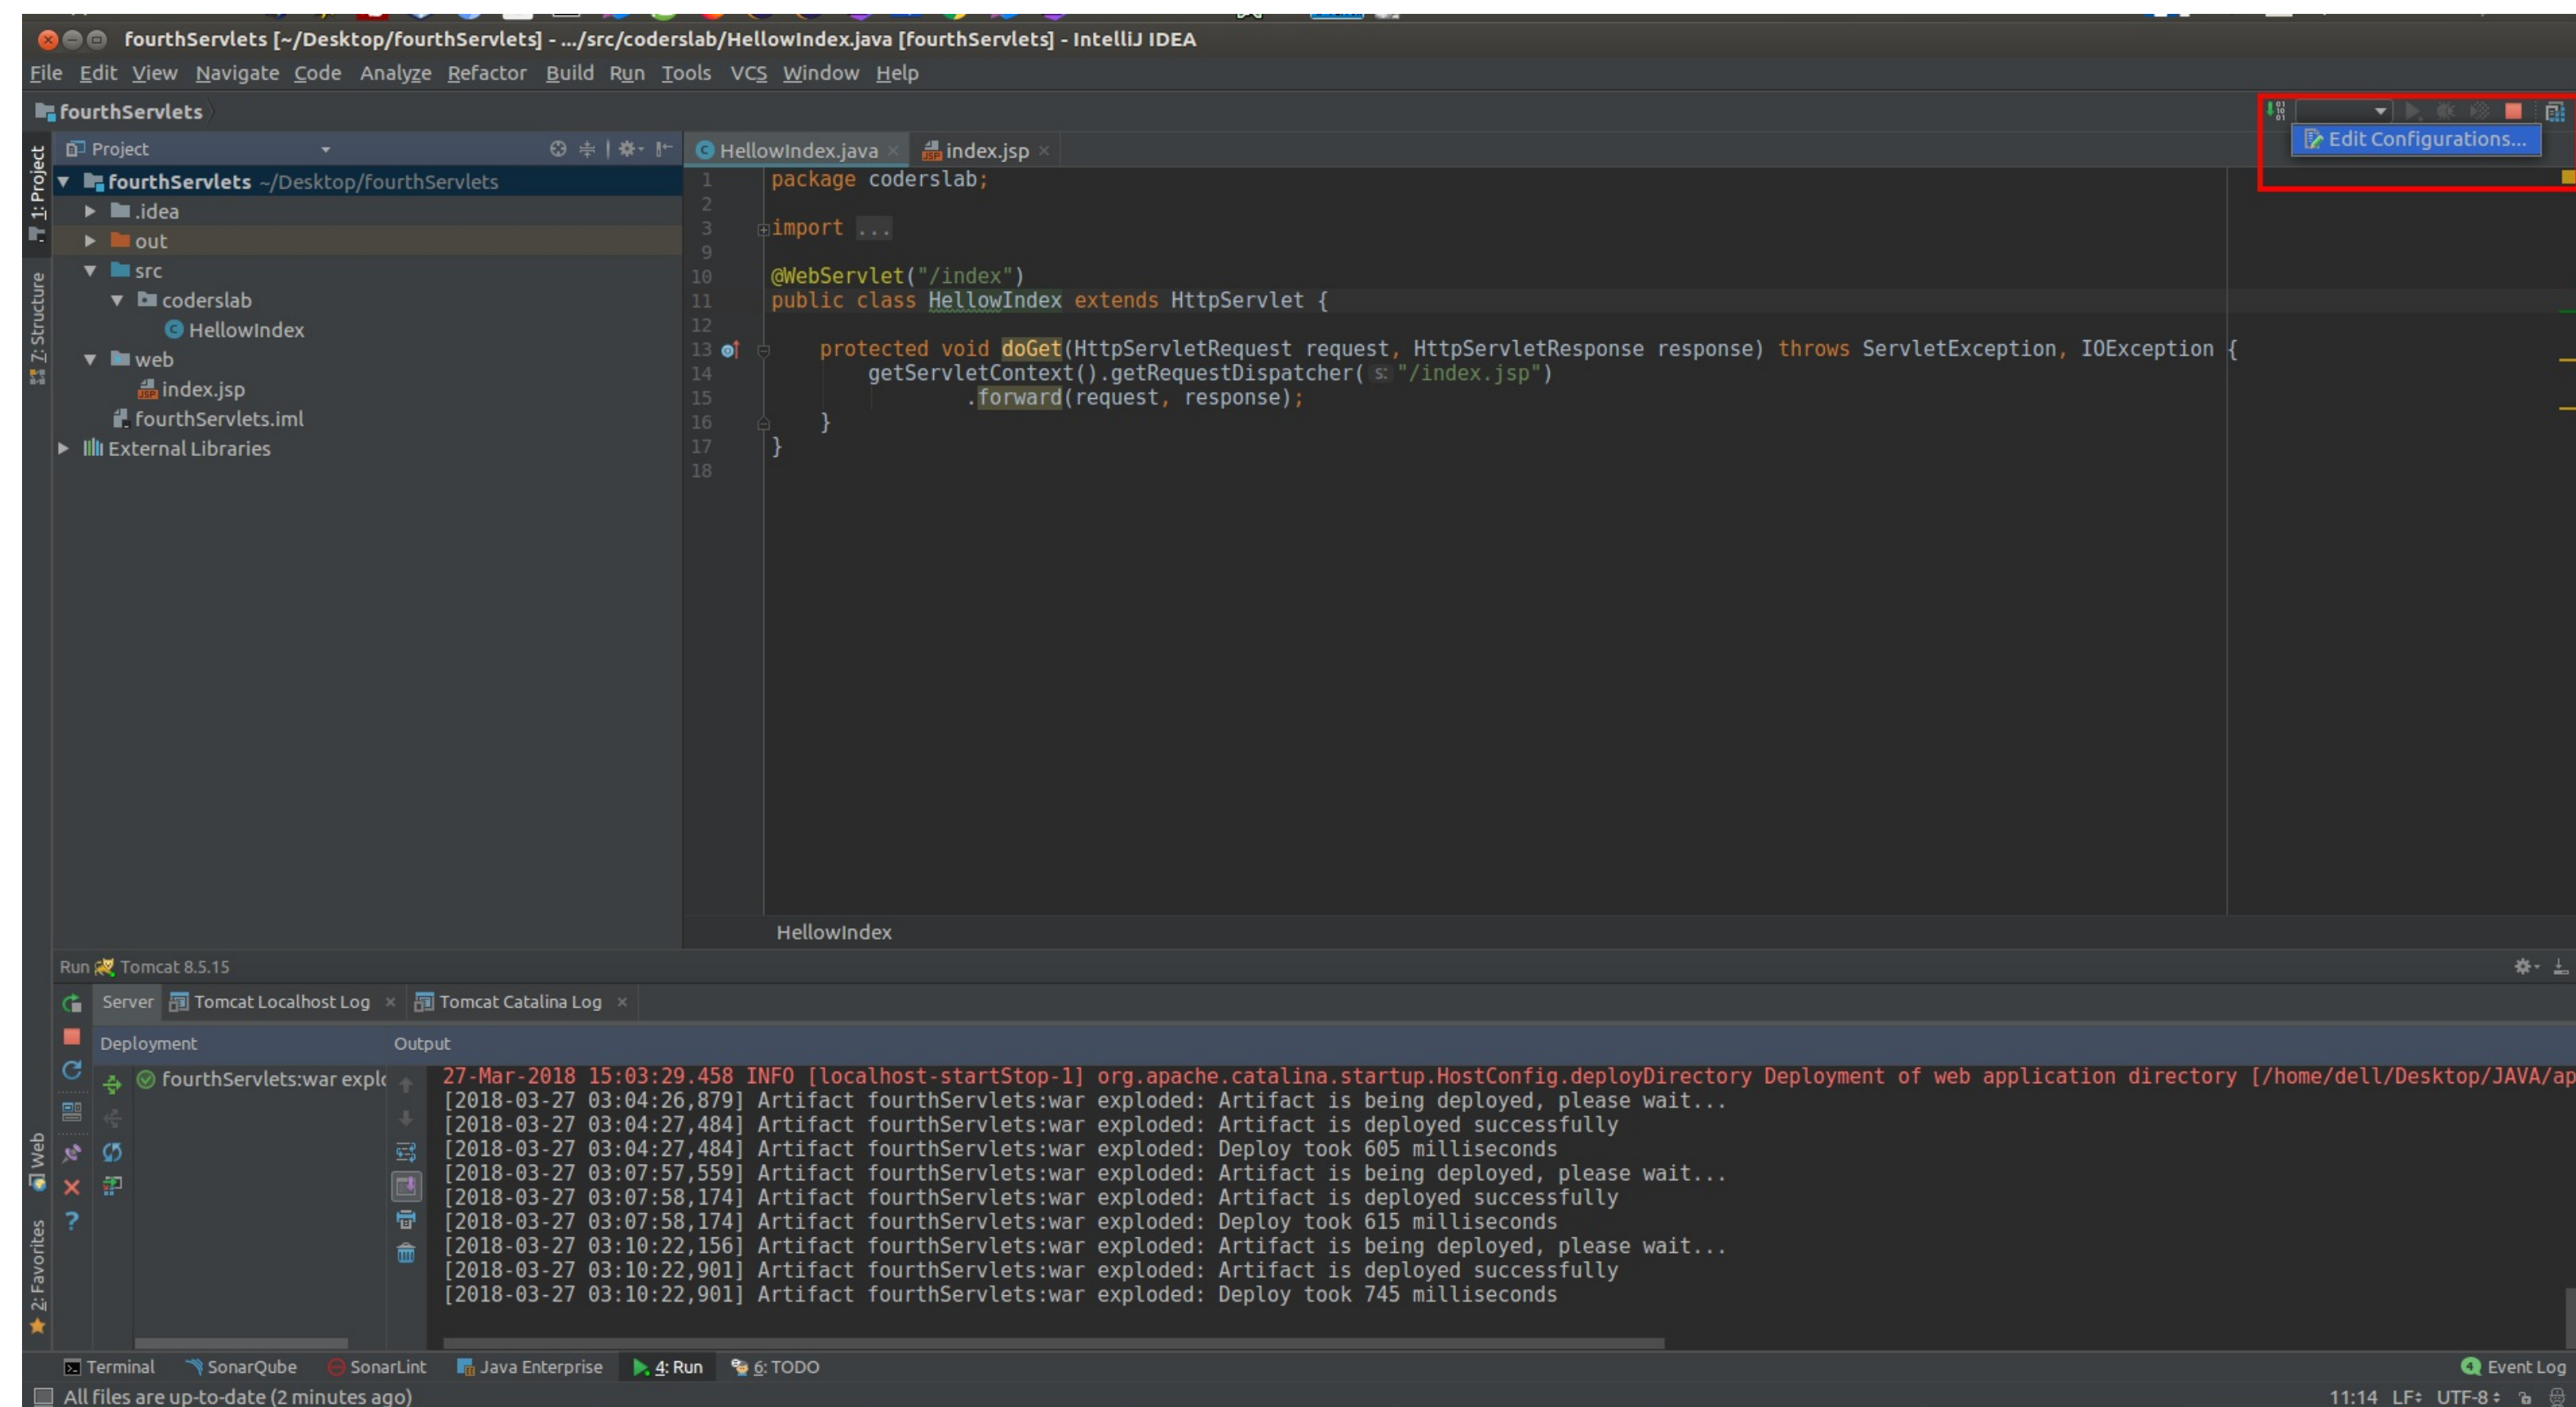 fourthServlets [~/Desktop/fourthServlets] - .../src/coderslab/HellowIndex.java [fourthServlets] - IntelliJ IDEA
File Edit View Navigate Code Analyze Refactor Build Run Tools VCS Window Help
fourthServlets
Edit Configurations...
1: Project
7: Structure
Web
2: Favorites
Project
fourthServlets ~/Desktop/fourthServlets
.idea
out
src
coderslab
HellowIndex
web
index.jsp
fourthServlets.iml
External Libraries
HellowIndex.java index.jsp
1 package coderslab;
2
3 import ...
9
10 @WebServlet("/index")
11 public class HellowIndex extends HttpServlet {
12
13 protected void doGet(HttpServletRequest request, HttpServletResponse response) throws ServletException, IOException {
14 getServletContext().getRequestDispatcher( s: "/index.jsp")
15 .forward(request, response);
16 }
17 }
18
HellowIndex
Run Tomcat 8.5.15
Server Tomcat Localhost Log Tomcat Catalina Log
Deployment Output
fourthServlets:war explo
27-Mar-2018 15:03:29.458 INFO [localhost-startStop-1] org.apache.catalina.startup.HostConfig.deployDirectory Deployment of web application directory [/home/dell/Desktop/JAVA/ap
[2018-03-27 03:04:26,879] Artifact fourthServlets:war exploded: Artifact is being deployed, please wait...
[2018-03-27 03:04:27,484] Artifact fourthServlets:war exploded: Artifact is deployed successfully
[2018-03-27 03:04:27,484] Artifact fourthServlets:war exploded: Deploy took 605 milliseconds
[2018-03-27 03:07:57,559] Artifact fourthServlets:war exploded: Artifact is being deployed, please wait...
[2018-03-27 03:07:58,174] Artifact fourthServlets:war exploded: Artifact is deployed successfully
[2018-03-27 03:07:58,174] Artifact fourthServlets:war exploded: Deploy took 615 milliseconds
[2018-03-27 03:10:22,156] Artifact fourthServlets:war exploded: Artifact is being deployed, please wait...
[2018-03-27 03:10:22,901] Artifact fourthServlets:war exploded: Artifact is deployed successfully
[2018-03-27 03:10:22,901] Artifact fourthServlets:war exploded: Deploy took 745 milliseconds
Terminal SonarQube SonarLint Java Enterprise 4: Run 6: TODO 4 Event Log
All files are up-to-date (2 minutes ago) 11:14 LF UTF-8